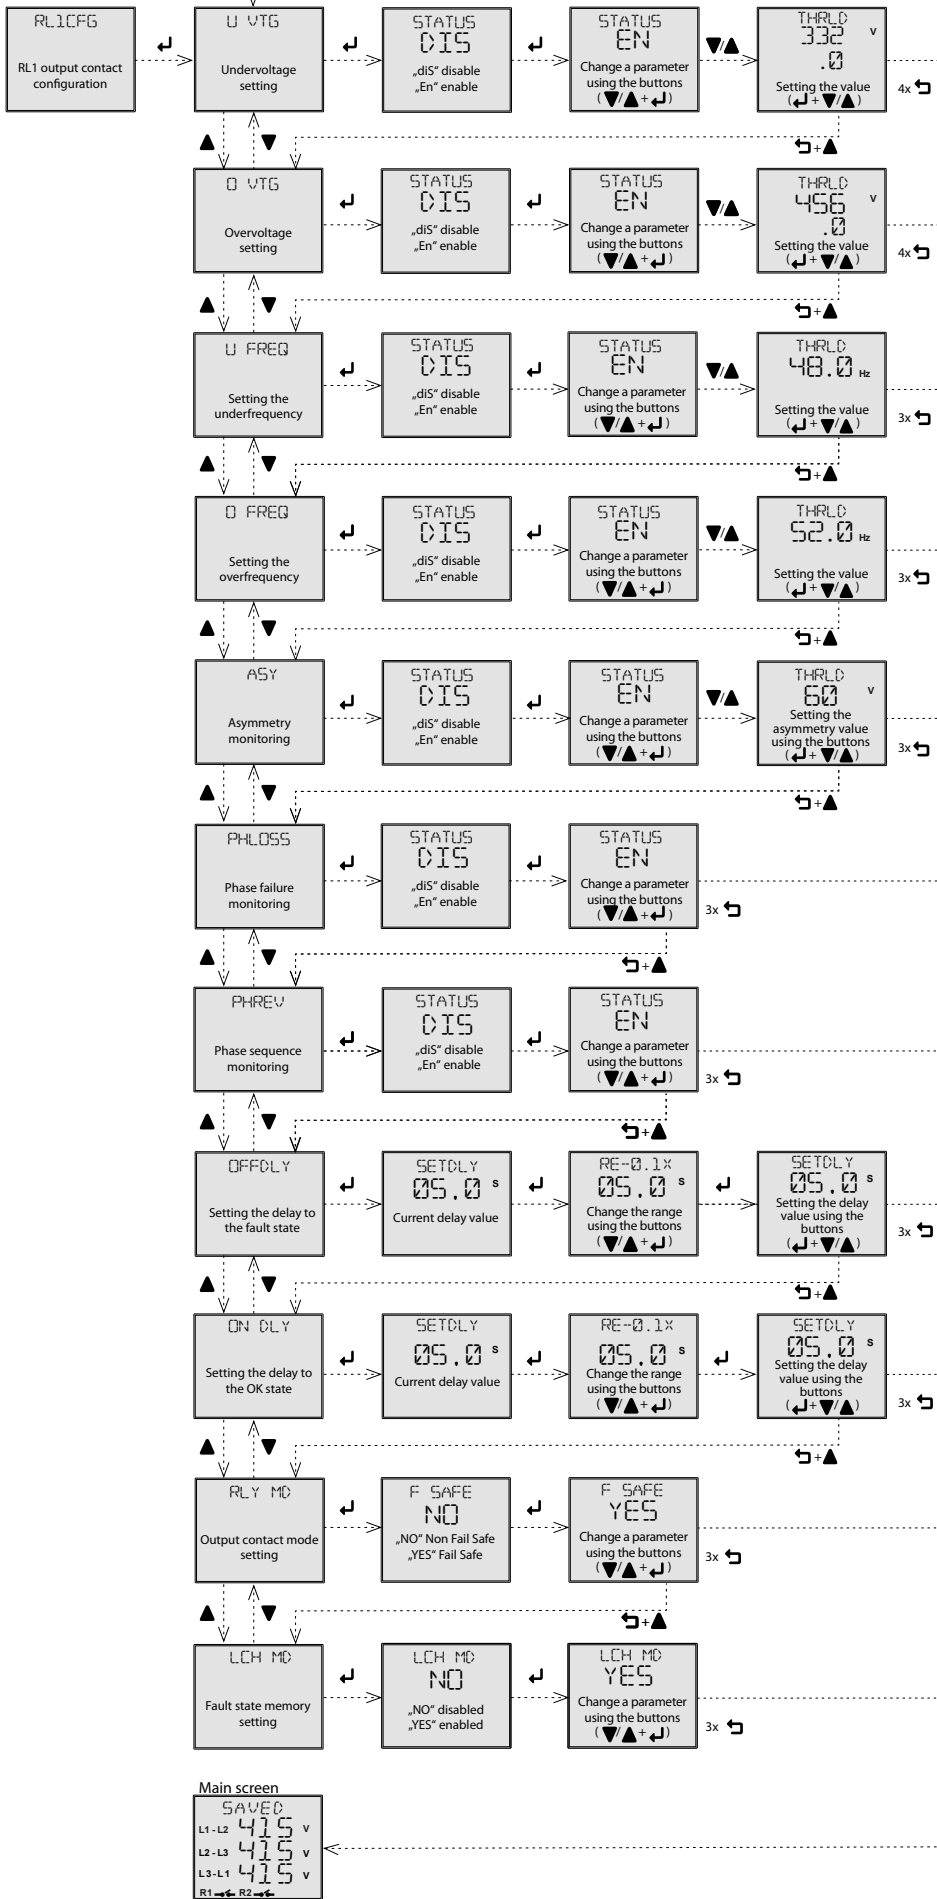 RL1CFG
RL1 output contact
configuration
U VTG
Undervoltage
setting
STATUS
DIS
„diS“ disable
„En“ enable
STATUS
EN
Change a parameter
using the buttons
(▼/▲ + ↵)
▼/▲
THRLD
332 V
.0
Setting the value
(↵ + ▼/▲)
4x
+▲
O VTG
Overvoltage
setting
STATUS
DIS
„diS“ disable
„En“ enable
STATUS
EN
Change a parameter
using the buttons
(▼/▲ + ↵)
▼/▲
THRLD
456 V
.0
Setting the value
(↵ + ▼/▲)
4x
+▲
U FREQ
Setting the
underfrequency
STATUS
DIS
„diS“ disable
„En“ enable
STATUS
EN
Change a parameter
using the buttons
(▼/▲ + ↵)
▼/▲
THRLD
48.0 Hz
Setting the value
(↵ + ▼/▲)
3x
+▲
O FREQ
Setting the
overfrequency
STATUS
DIS
„diS“ disable
„En“ enable
STATUS
EN
Change a parameter
using the buttons
(▼/▲ + ↵)
▼/▲
THRLD
52.0 Hz
Setting the value
(↵ + ▼/▲)
3x
+▲
ASY
Asymmetry
monitoring
STATUS
DIS
„diS“ disable
„En“ enable
STATUS
EN
Change a parameter
using the buttons
(▼/▲ + ↵)
▼/▲
THRLD
60 V
Setting the
asymmetry value
using the buttons
(↵ + ▼/▲)
3x
+▲
PHLOSS
Phase failure
monitoring
STATUS
DIS
„diS“ disable
„En“ enable
STATUS
EN
Change a parameter
using the buttons
(▼/▲ + ↵)
3x
+▲
PHREV
Phase sequence
monitoring
STATUS
DIS
„diS“ disable
„En“ enable
STATUS
EN
Change a parameter
using the buttons
(▼/▲ + ↵)
3x
+▲
OFFDLY
Setting the delay to
the fault state
SETDLY
05.0 s
Current delay value
RE-0.1X
05.0 s
Change the range
using the buttons
(▼/▲ + ↵)
SETDLY
05.0 s
Setting the delay
value using the
buttons
(↵ + ▼/▲)
3x
+▲
ON DLY
Setting the delay to
the OK state
SETDLY
05.0 s
Current delay value
RE-0.1X
05.0 s
Change the range
using the buttons
(▼/▲ + ↵)
SETDLY
05.0 s
Setting the delay
value using the
buttons
(↵ + ▼/▲)
3x
+▲
RLY MD
Output contact mode
setting
F SAFE
NO
„NO“ Non Fail Safe
„YES“ Fail Safe
F SAFE
YES
Change a parameter
using the buttons
(▼/▲ + ↵)
3x
+▲
LCH MD
Fault state memory
setting
LCH MD
NO
„NO“ disabled
„YES“ enabled
LCH MD
YES
Change a parameter
using the buttons
(▼/▲ + ↵)
3x
Main screen
SAVED
L1-L2 415 V
L2-L3 415 V
L3-L1 415 V
R1 R2